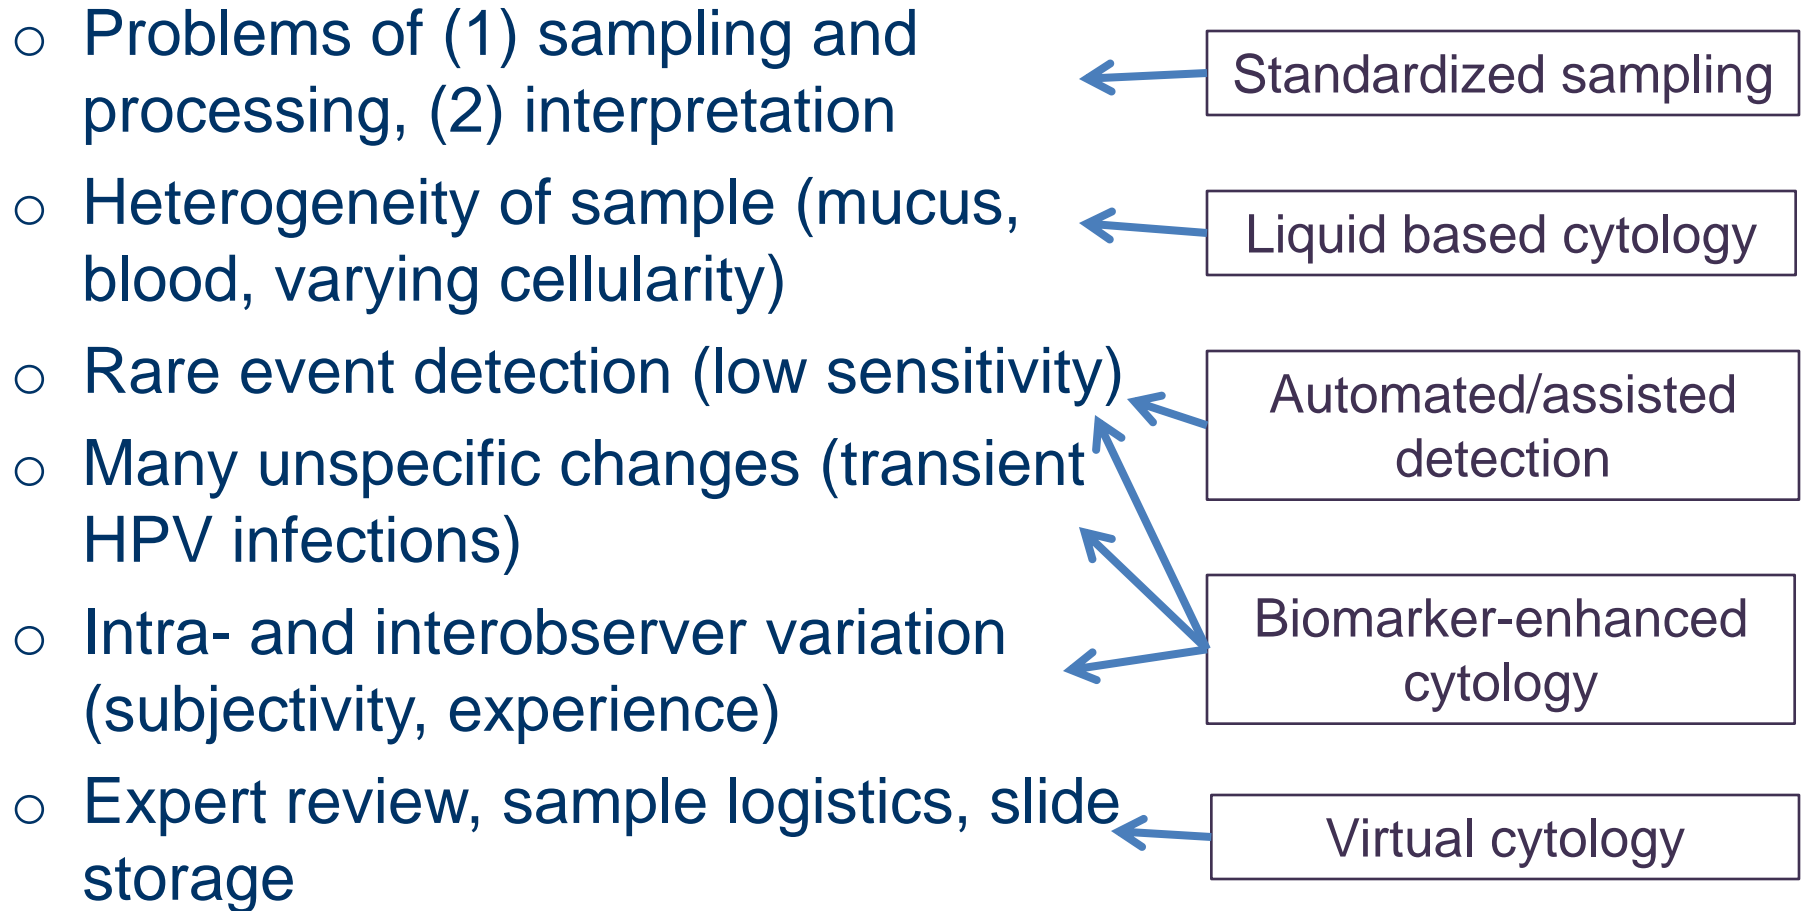 ○ Problems of (1) sampling and
processing, (2) interpretation
○ Heterogeneity of sample (mucus,
blood, varying cellularity)
○ Rare event detection (low sensitivity)
○ Many unspecific changes (transient
HPV infections)
○ Intra- and interobserver variation
(subjectivity, experience)
○ Expert review, sample logistics, slide
storage
Standardized sampling
Liquid based cytology
Automated/assisted
detection
Biomarker-enhanced
cytology
Virtual cytology